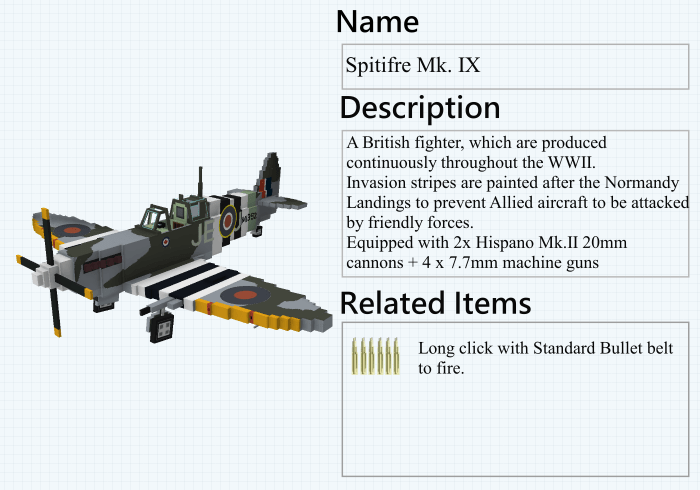 Name
Spitifre Mk. IX
Description
A British fighter, which are produced
continuously throughout the WWII.
Invasion stripes are painted after the Normandy
Landings to prevent Allied aircraft to be attacked
by friendly forces.
Equipped with 2x Hispano Mk.II 20mm
cannons + 4 x 7.7mm machine guns
Related Items
Long click with Standard Bullet belt
to fire.
JE